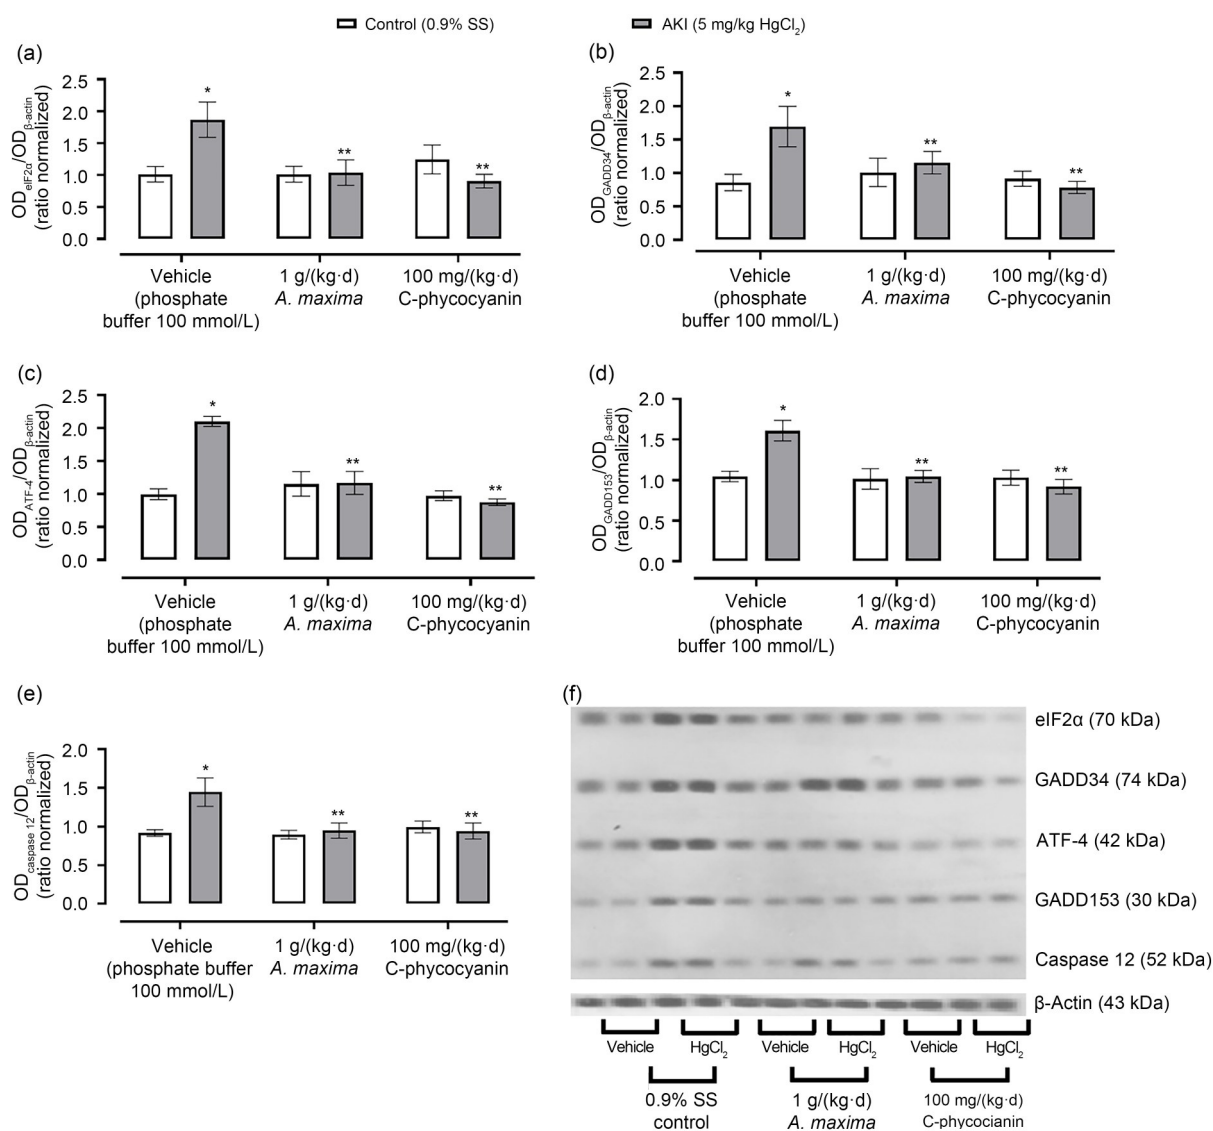 Control (0.9% SS)
AKI (5 mg/kg HgCl2)
(a)
ODeIF2α/ODβ-actin
(ratio normalized)
2.5
2.0
1.5
1.0
0.5
0.0
*
**
**
Vehicle
(phosphate
buffer 100 mmol/L)
1 g/(kg·d)
A. maxima
100 mg/(kg·d)
C-phycocyanin
(b)
ODGADD34/ODβ-actin
(ratio normalized)
2.5
2.0
1.5
1.0
0.5
0.0
*
**
**
Vehicle
(phosphate
buffer 100 mmol/L)
1 g/(kg·d)
A. maxima
100 mg/(kg·d)
C-phycocyanin
(c)
ODATF-4/ODβ-actin
(ratio normalized)
2.5
2.0
1.5
1.0
0.5
0.0
*
**
**
Vehicle
(phosphate
buffer 100 mmol/L)
1 g/(kg·d)
A. maxima
100 mg/(kg·d)
C-phycocyanin
(d)
ODGADD153/ODβ-actin
(ratio normalized)
2.0
1.5
1.0
0.5
0.0
*
**
**
Vehicle
(phosphate
buffer 100 mmol/L)
1 g/(kg·d)
A. maxima
100 mg/(kg·d)
C-phycocyanin
(e)
ODcaspase 12/ODβ-actin
(ratio normalized)
2.0
1.5
1.0
0.5
0.0
*
**
**
Vehicle
(phosphate buffer
100 mmol/L)
1 g/(kg·d)
A. maxima
100 mg/(kg·d)
C-phycocyanin
(f)
eIF2α (70 kDa)
GADD34 (74 kDa)
ATF-4 (42 kDa)
GADD153 (30 kDa)
Caspase 12 (52 kDa)
β-Actin (43 kDa)
Vehicle
HgCl2
Vehicle
HgCl2
Vehicle
HgCl2
0.9% SS
control
1 g/(kg·d)
A. maxima
100 mg/(kg·d)
C-phycocianin